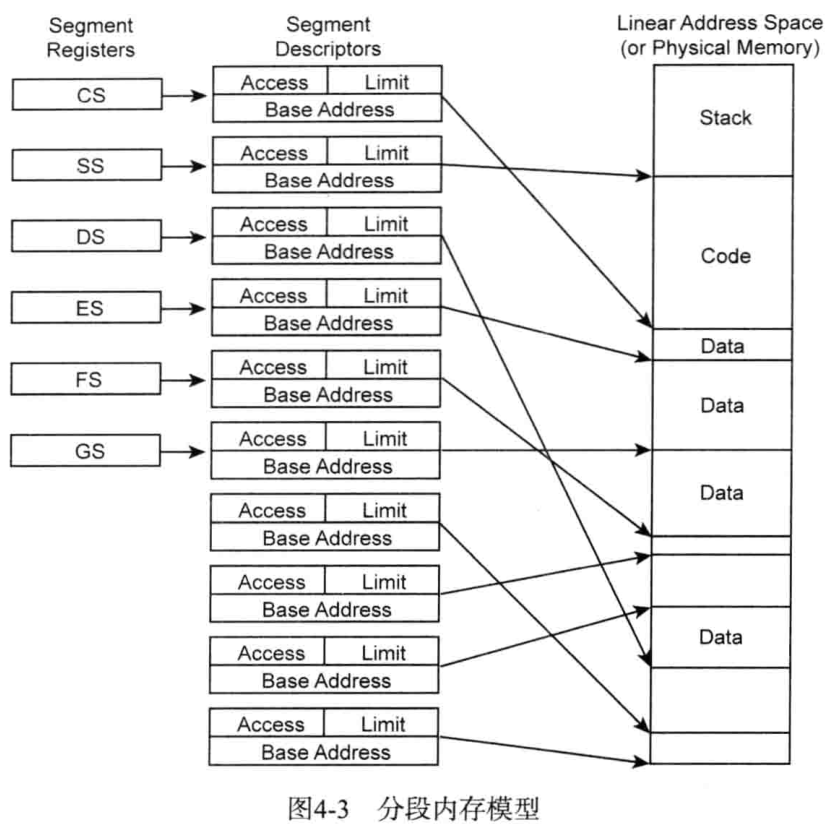 Segment
Registers
Segment
Descriptors
Linear Address Space
(or Physical Memory)
CS
Access Limit
Base Address
Stack
SS
Access Limit
Base Address
DS
Access Limit
Base Address
Code
ES
Access Limit
Base Address
Data
FS
Access Limit
Base Address
Data
GS
Access Limit
Base Address
Data
Access Limit
Base Address
Access Limit
Base Address
Access Limit
Base Address
Data
Access Limit
Base Address
图4-3 分段内存模型